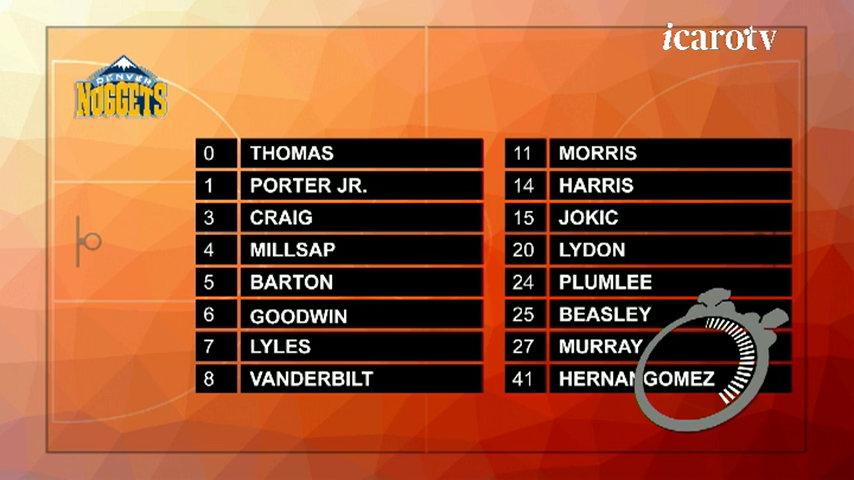 icarotv
DENVER
NUGGETS
0 THOMAS
1 PORTER JR.
3 CRAIG
4 MILLSAP
5 BARTON
6 GOODWIN
7 LYLES
8 VANDERBILT
11 MORRIS
14 HARRIS
15 JOKIC
20 LYDON
24 PLUMLEE
25 BEASLEY
27 MURRAY
41 HERNANGOMEZ